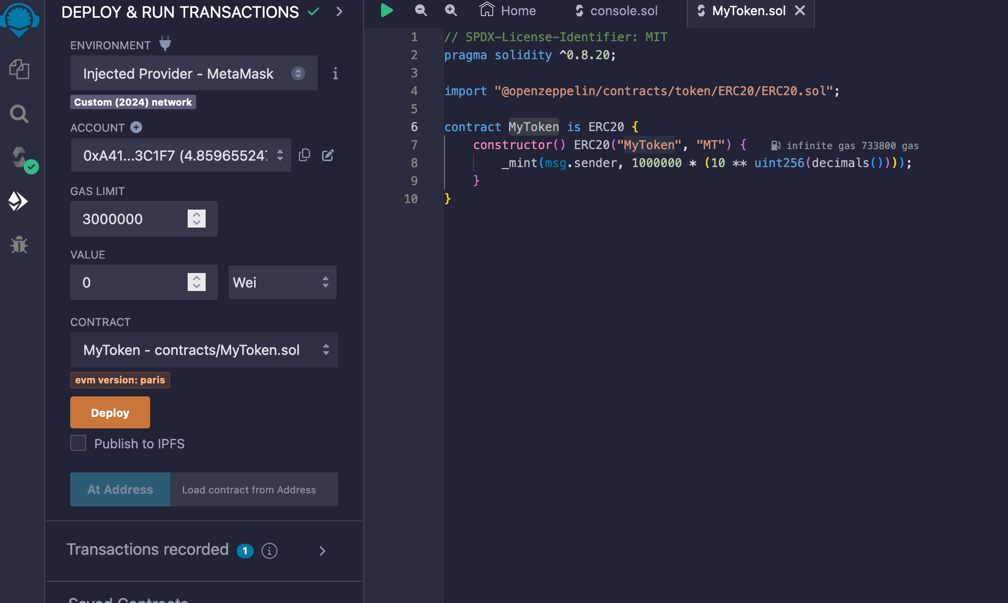 DEPLOY & RUN TRANSACTIONS
ENVIRONMENT
Injected Provider - MetaMask
Custom (2024) network
ACCOUNT
0xA41...3C1F7 (4.85965524
GAS LIMIT
3000000
VALUE
0
Wei
CONTRACT
MyToken - contracts/MyToken.sol
evm version: paris
Deploy
Publish to IPFS
At Address
Load contract from Address
Transactions recorded 1 i
Saved Contracts
Home
console.sol
MyToken.sol
1 // SPDX-License-Identifier: MIT
2 pragma solidity ^0.8.20;
3
4 import "@openzeppelin/contracts/token/ERC20/ERC20.sol";
5
6 contract MyToken is ERC20 {
7 constructor() ERC20("MyToken", "MT") { infinite gas 733800 gas
8 _mint(msg.sender, 1000000 * (10 ** uint256(decimals())));
9 }
10 }